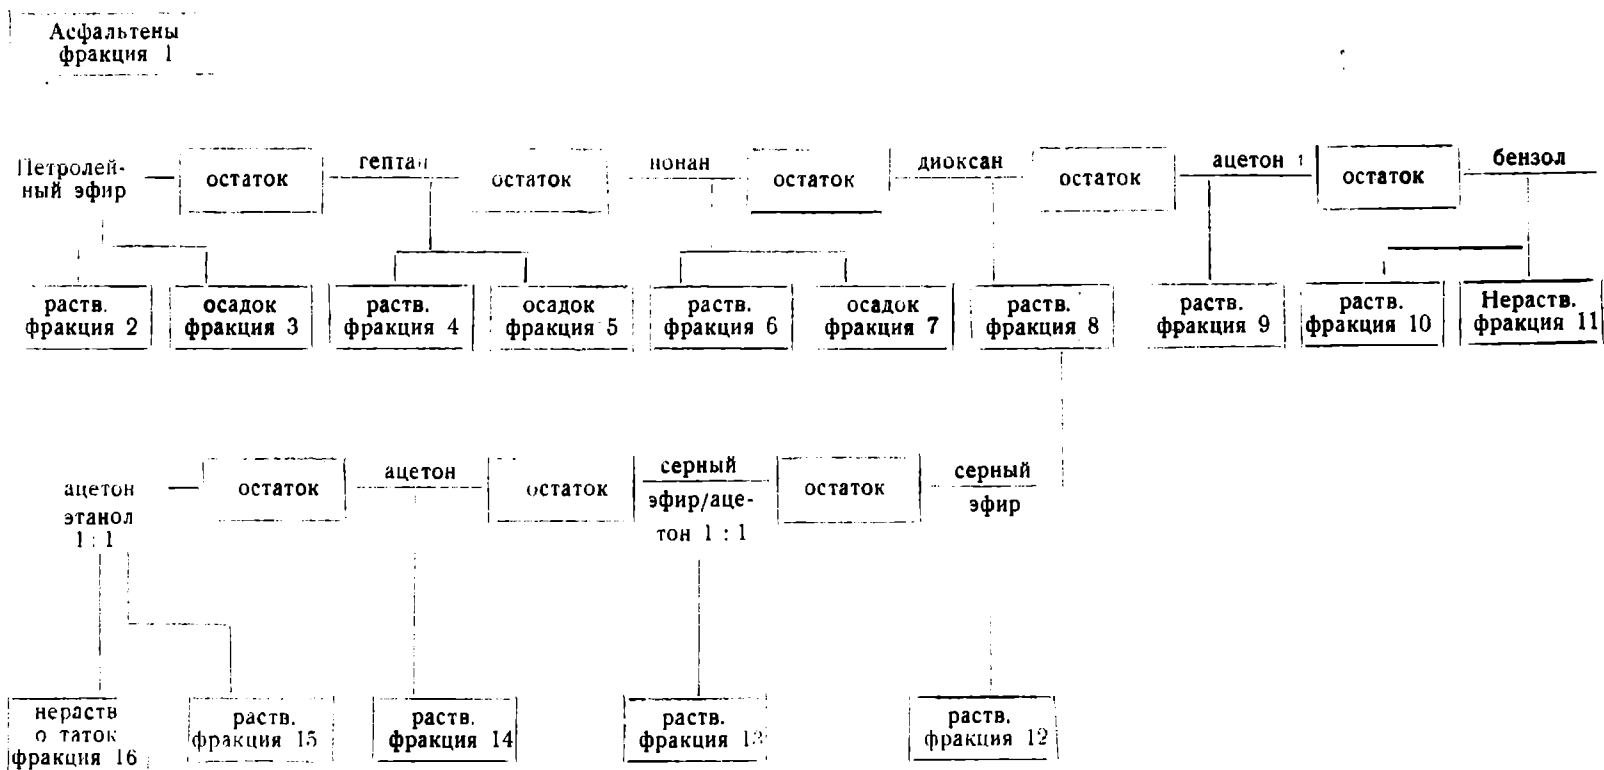 Асфальтены
фракция 1
Петролей-
ный эфир
остаток
гептан
остаток
нонан
остаток
диоксан
остаток
ацетон
остаток
бензол
раств.
фракция 2
осадок
фракция 3
раств.
фракция 4
осадок
фракция 5
раств.
фракция 6
осадок
фракция 7
раств.
фракция 8
раств.
фракция 9
раств.
фракция 10
Нераств.
фракция 11
ацетон
этанол
1 : 1
остаток
ацетон
остаток
серный
эфир/аце-
тон 1 : 1
остаток
серный
эфир
нераств
о таток
фракция 16
раств.
фракция 15
раств.
фракция 14
раств.
фракция 13
раств.
фракция 12